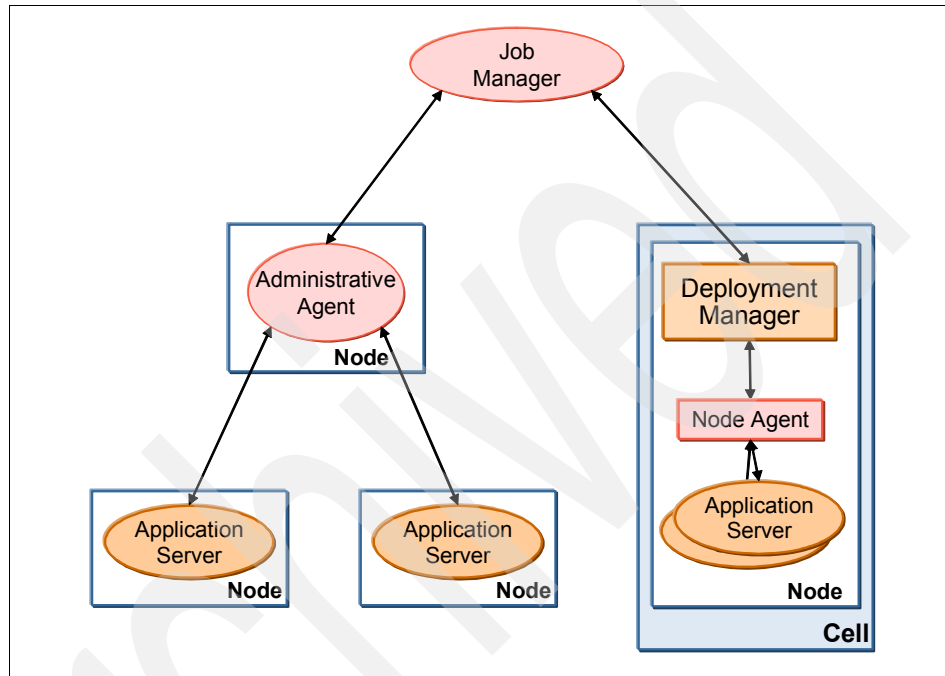 Job
Manager
Administrative
Agent
Node
Deployment
Manager
Node Agent
Application
Server
Node
Application
Server
Node
Application
Server
Node
Cell